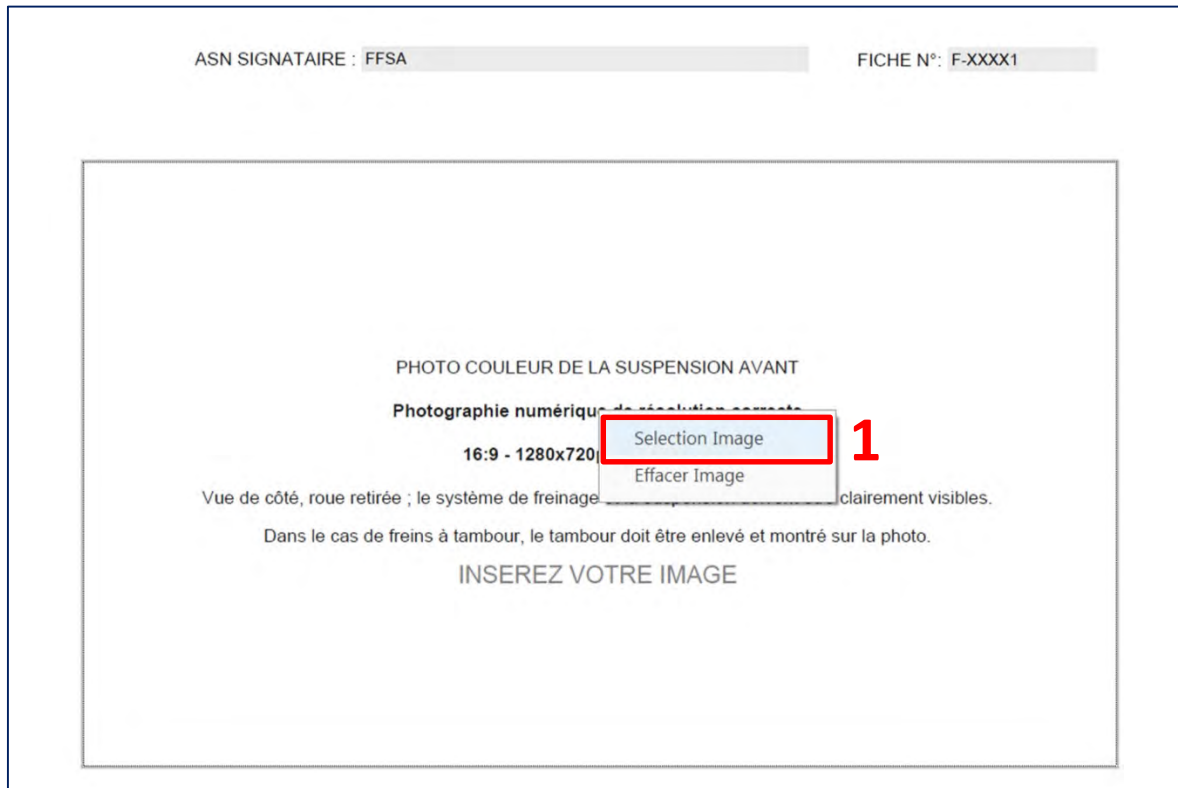 ASN SIGNATAIRE : FFSA FICHE N°: F-XXXX1
PHOTO COULEUR DE LA SUSPENSION AVANT
Photographie numérique
Selection Image 1
16:9 - 1280x720
Effacer Image
Vue de côté, roue retirée ; le système de freinage clairement visibles.
Dans le cas de freins à tambour, le tambour doit être enlevé et montré sur la photo.
INSEREZ VOTRE IMAGE